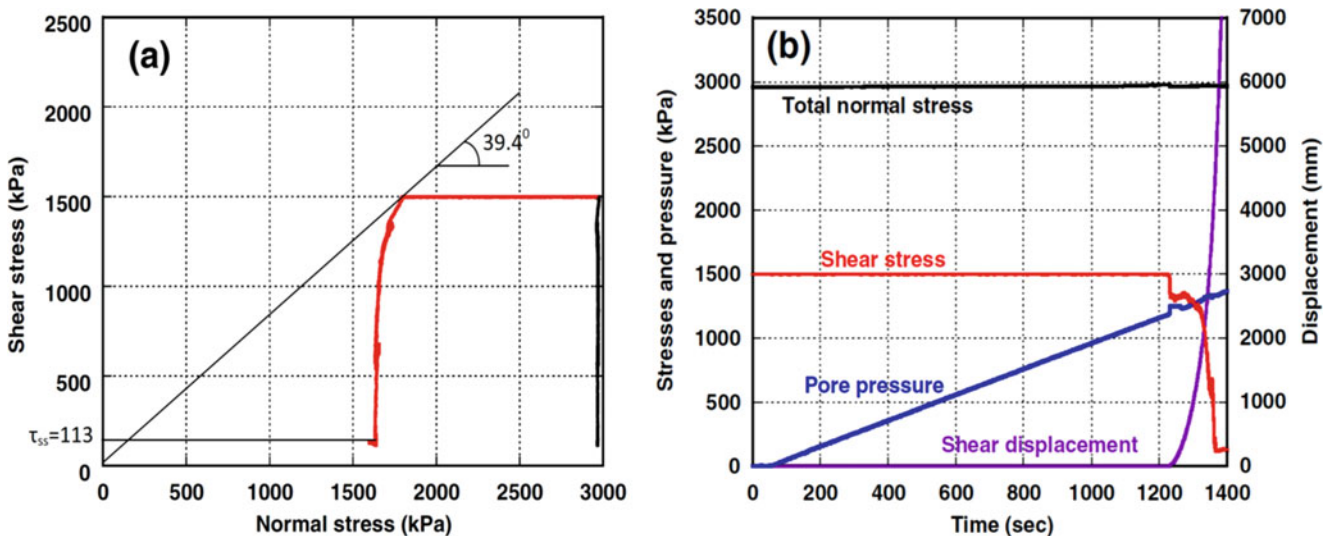 (a)
2500
2000
1500
1000
500
0
Shear stress (kPa)
39.4⁰
τss=113
0 500 1000 1500 2000 2500 3000
Normal stress (kPa)
(b)
3500
3000
2500
2000
1500
1000
500
0
Stresses and pressure (kPa)
Total normal stress
Shear stress
Pore pressure
Shear displacement
7000
6000
5000
4000
3000
2000
1000
0
Displacement (mm)
0 200 400 600 800 1000 1200 1400
Time (sec)